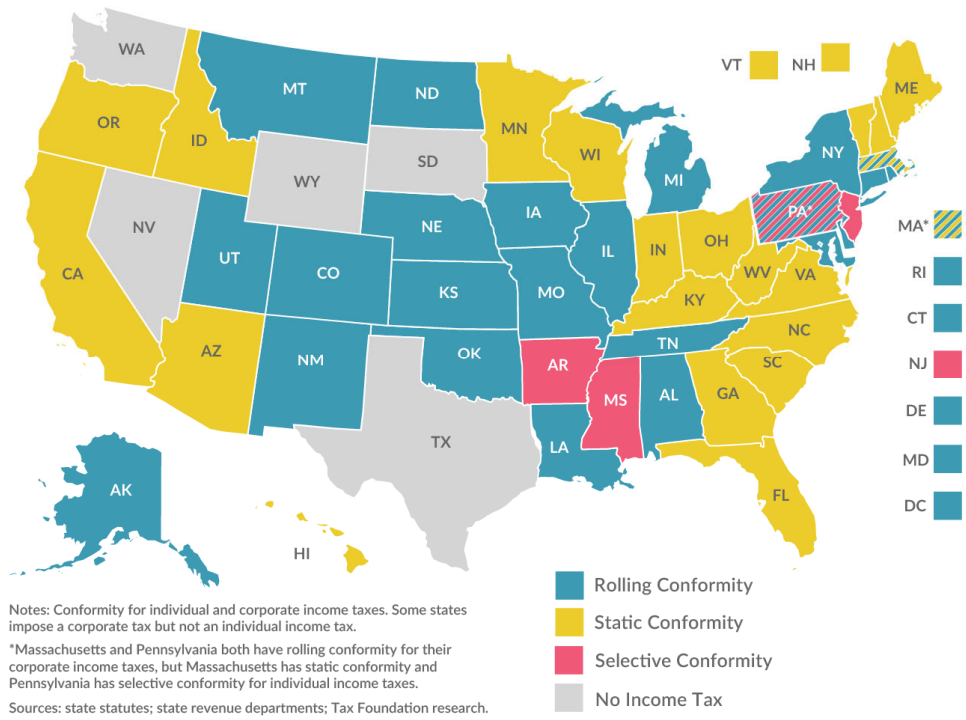 WA
VT
NH
ME
MT
ND
OR
MN
ID
SD
WI
NY
WY
MI
PA*
MA*
IA
NE
NV
OH
IN
IL
RI
UT
CA
CO
WV
VA
KS
MO
KY
CT
NC
TN
AZ
OK
NM
AR
SC
NJ
MS
AL
GA
DE
TX
LA
MD
AK
FL
DC
HI
Rolling Conformity
Static Conformity
Selective Conformity
No Income Tax
Notes: Conformity for individual and corporate income taxes. Some states
impose a corporate tax but not an individual income tax.
*Massachusetts and Pennsylvania both have rolling conformity for their
corporate income taxes, but Massachusetts has static conformity and
Pennsylvania has selective conformity for individual income taxes.
Sources: state statutes; state revenue departments; Tax Foundation research.